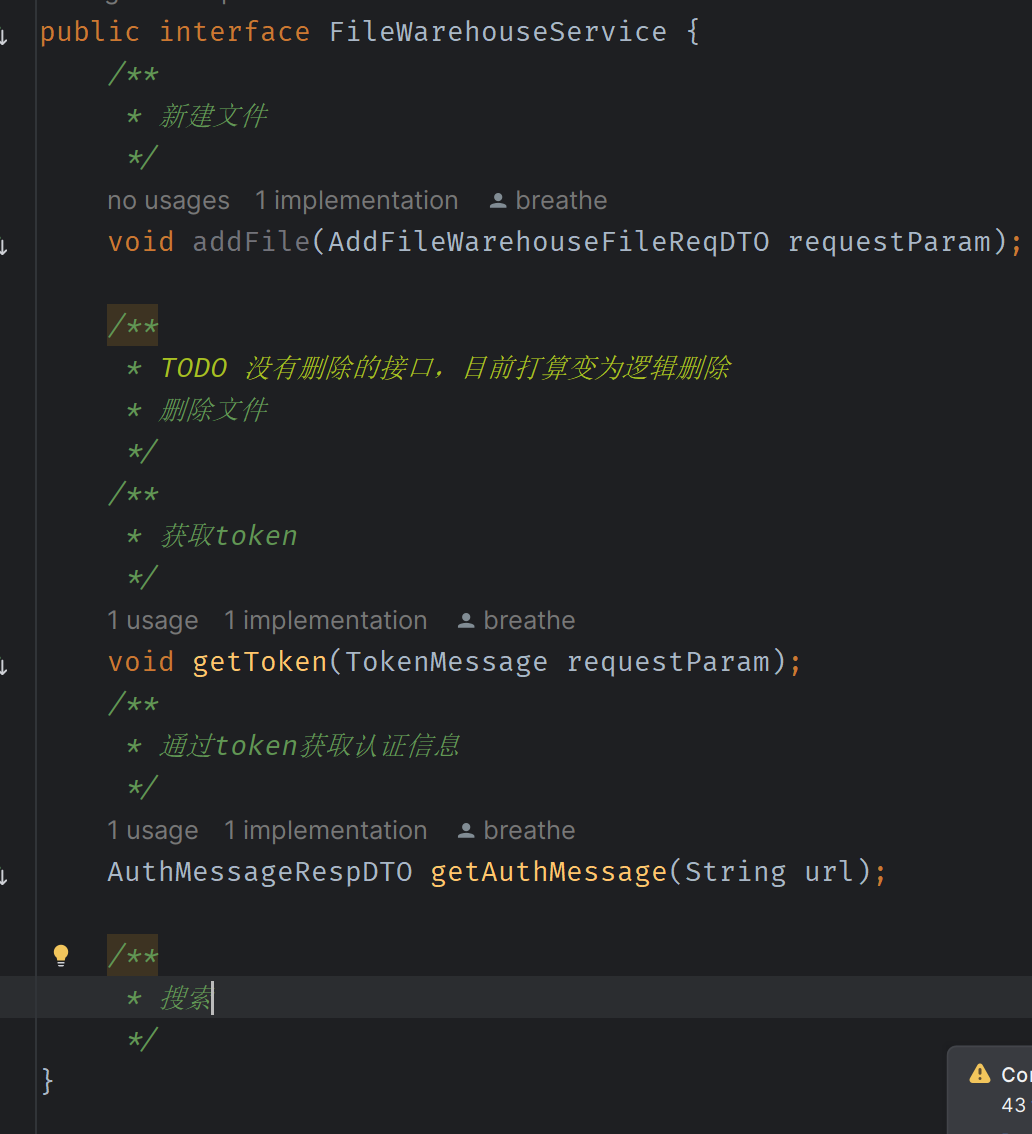 public interface FileWarehouseService {
/**
* 新建文件
*/
no usages 1 implementation breathe
void addFile(AddFileWarehouseFileReqDTO requestParam);
/**
* TODO 没有删除的接口，目前打算变为逻辑删除
* 删除文件
*/
/**
* 获取token
*/
1 usage 1 implementation breathe
void getToken(TokenMessage requestParam);
/**
* 通过token获取认证信息
*/
1 usage 1 implementation breathe
AuthMessageRespDTO getAuthMessage(String url);
/**
* 搜索
*/
}
43